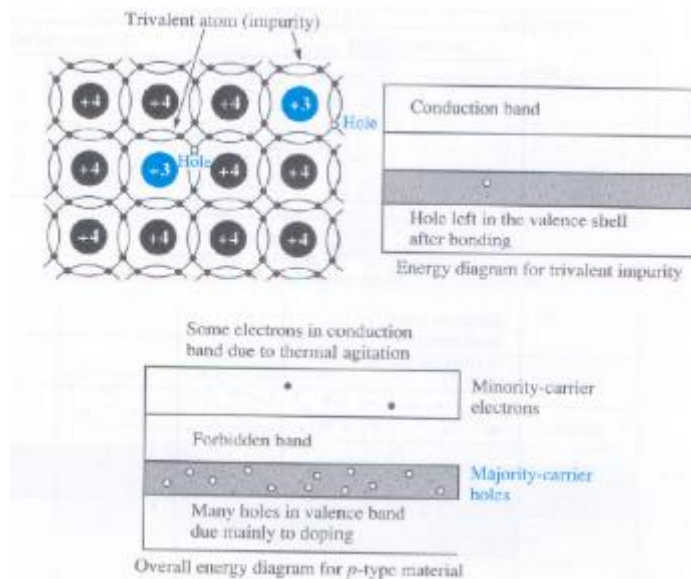 Trivalent atom (impurity)
+4 +4 +4 +3
Hole
+4 +3 Hole +4 +4
+4 +4 +4 +4
Conduction band
Hole left in the valence shell
after bonding
Energy diagram for trivalent impurity
Some electrons in conduction
band due to thermal agitation
Minority-carrier
electrons
Forbidden band
Majority-carrier
holes
Many holes in valence band
due mainly to doping
Overall energy diagram for p-type material